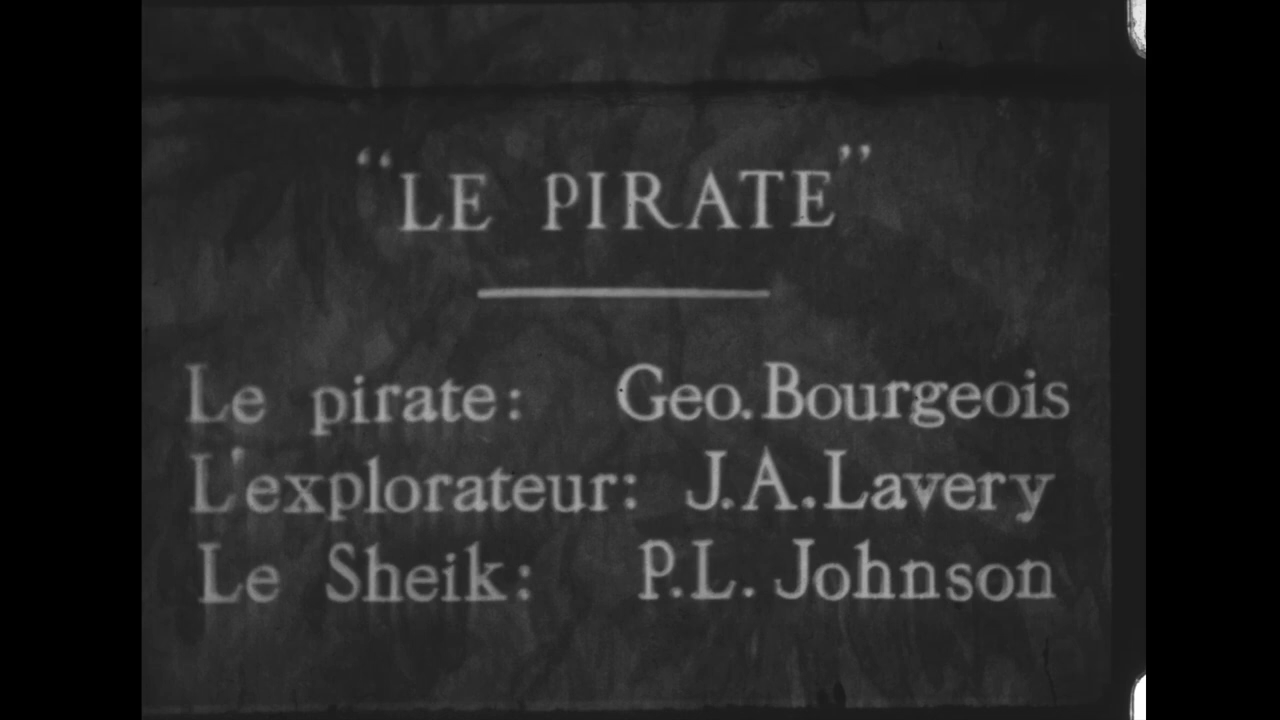 “LE PIRATE”
Le pirate: Geo. Bourgeois
L'explorateur: J.A. Lavery
Le Sheik: P.L. Johnson